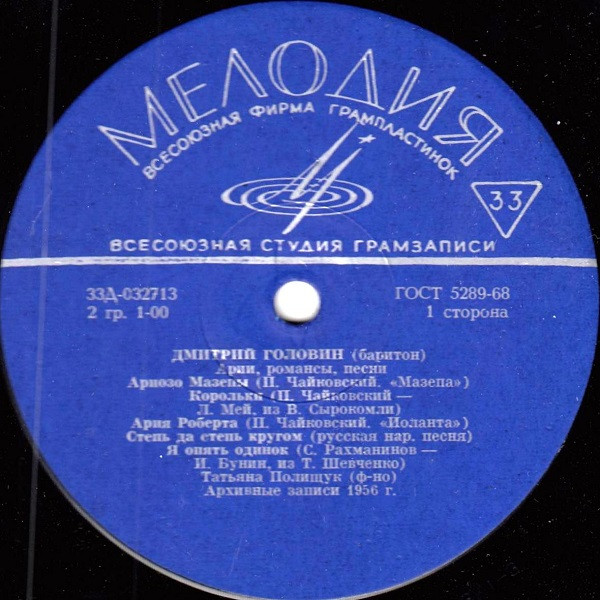 МЕЛОДИЯ
ВСЕСОЮЗНАЯ ФИРМА ГРАМПЛАСТИНОК
33
ВСЕСОЮЗНАЯ СТУДИЯ ГРАМЗАПИСИ
33Д-032713 ГОСТ 5289-68
2 гр. 1-00 1 сторона
ДМИТРИЙ ГОЛОВИН (баритон)
Арии, романсы, песни
Ариозо Мазепы (П. Чайковский, «Мазепа»)
Корольки (П. Чайковский —
Л. Мей, из В. Сырокомли)
Ария Роберта (П. Чайковский, «Иоланта»)
Степь да степь кругом (русская нар. песня)
Я опять одинок (С. Рахманинов —
И. Бунин, из Т. Шевченко)
Татьяна Полищук (ф-но)
Архивные записи 1956 г.